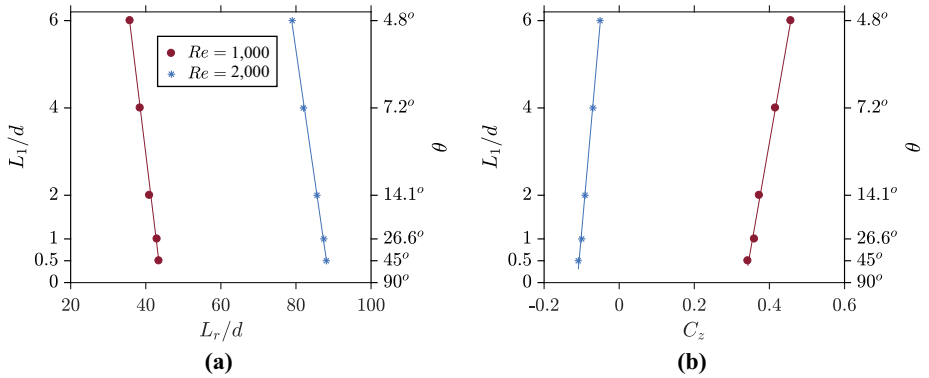 6
4
2
1
0.5
0
L₁/d
20 40 60 80 100
L_r/d
4.8°
7.2°
14.1°
26.6°
45°
90°
θ
Re = 1,000
Re = 2,000
(a)
6
4
2
1
0.5
0
L₁/d
-0.2 0 0.2 0.4 0.6
C_z
4.8°
7.2°
14.1°
26.6°
45°
90°
θ
(b)